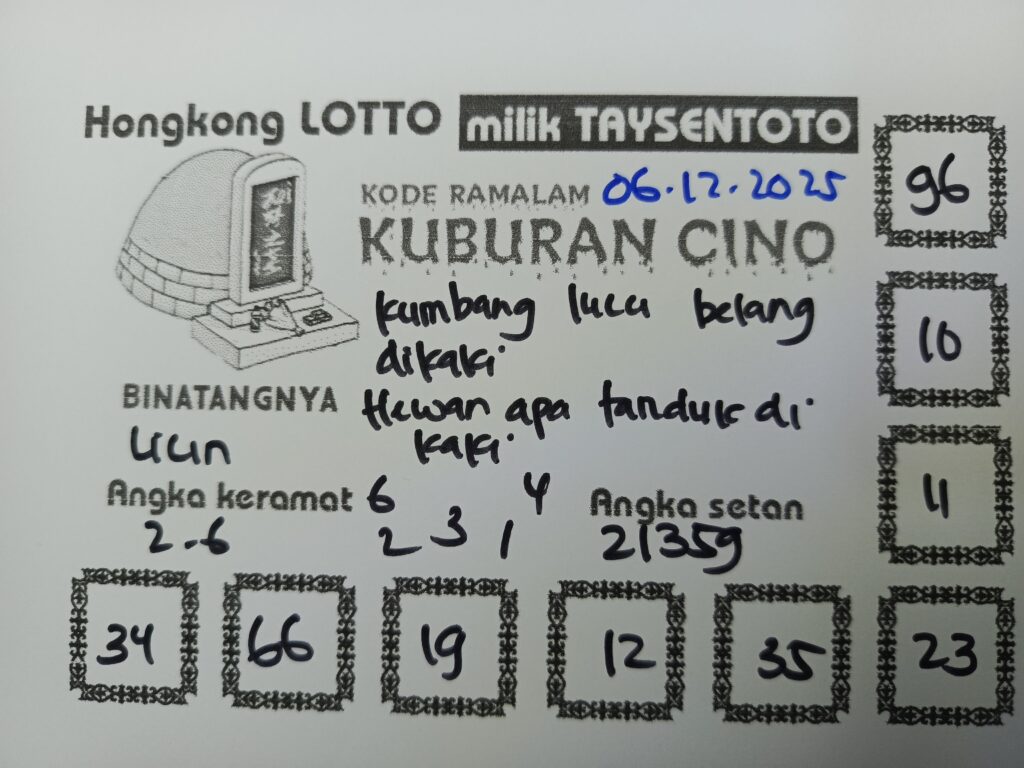 Hongkong LOTTO milik TAYSENTOTO
KODE RAMALAM 06.12.2025
KUBURAN CINO
kumbang lucu belang
dikaki
BINATANGNYA
Hewan apa tanduk di
kaki
Angka keramat
2.6
6 4
2 3 1
Angka setan
21359
96
10
11
34 66 19 12 35 23